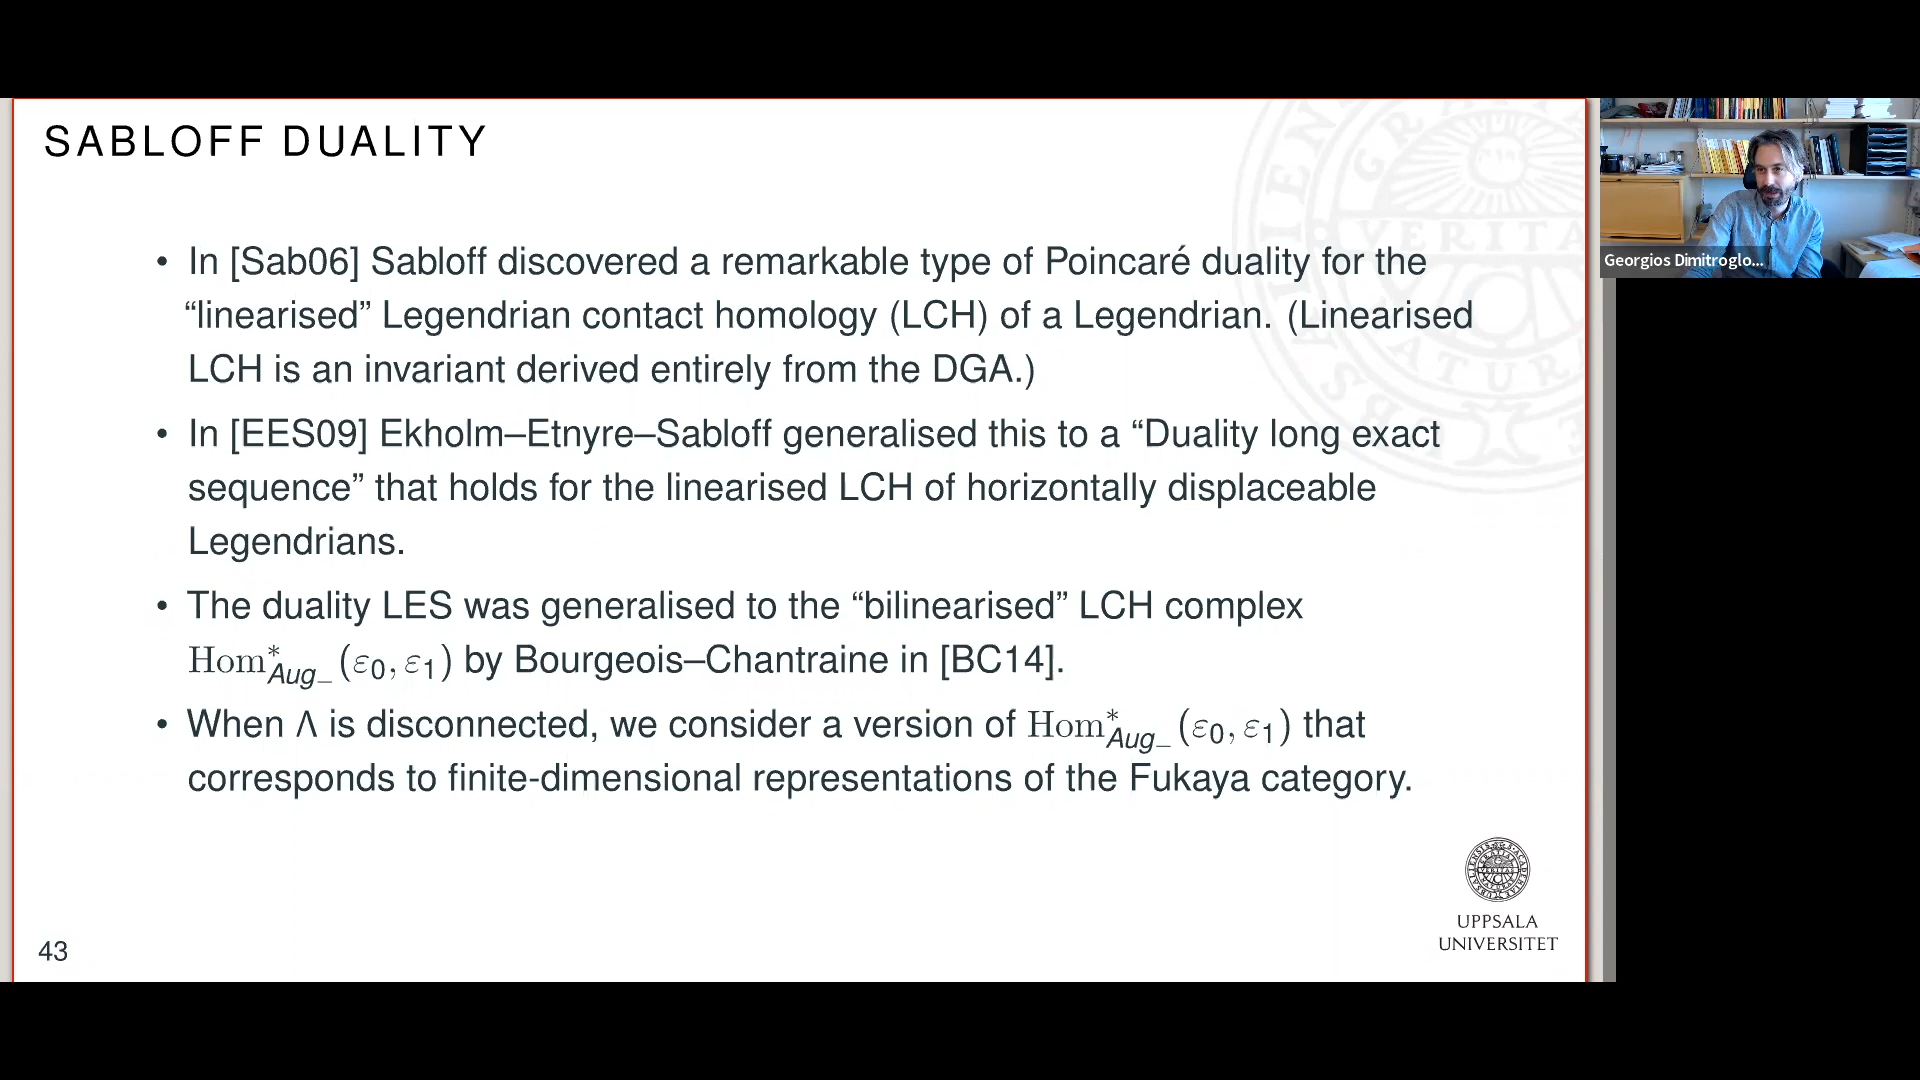 SABLOFF DUALITY
• In [Sab06] Sabloff discovered a remarkable type of Poincaré duality for the
“linearised” Legendrian contact homology (LCH) of a Legendrian. (Linearised
LCH is an invariant derived entirely from the DGA.)
• In [EES09] Ekholm–Etnyre–Sabloff generalised this to a “Duality long exact
sequence” that holds for the linearised LCH of horizontally displaceable
Legendrians.
• The duality LES was generalised to the “bilinearised” LCH complex
Hom*_{Aug_−}(ε₀, ε₁) by Bourgeois–Chantraine in [BC14].
• When Λ is disconnected, we consider a version of Hom*_{Aug_−}(ε₀, ε₁) that
corresponds to finite-dimensional representations of the Fukaya category.
UPPSALA
UNIVERSITET
43
Georgios Dimitroglo...